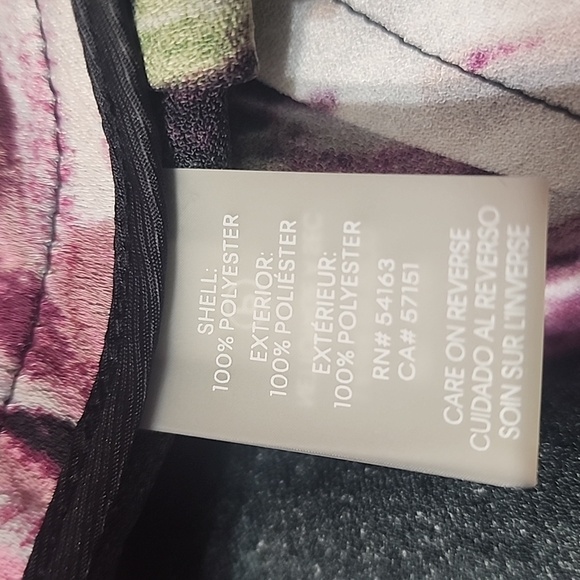 SHELL:
100% POLYESTER
EXTERIOR:
100% POLIÉSTER
EXTÉRIEUR:
100% POLYESTER
RN# 54163
CA# 57151
CARE ON REVERSE
CUIDADO AL REVERSO
SOIN SUR L'INVERSE